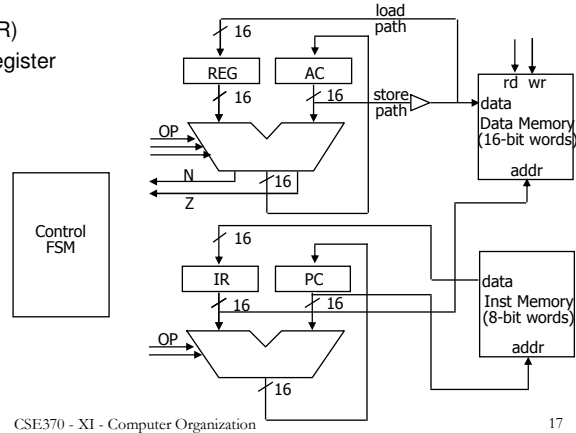 R)
egister
load
path
16
REG
AC
16
16
store
path
rd wr
data
Data Memory
(16-bit words)
addr
OP
N
Z
16
Control
FSM
16
IR
PC
16
16
data
Inst Memory
(8-bit words)
addr
OP
16
CSE370 - XI - Computer Organization
17